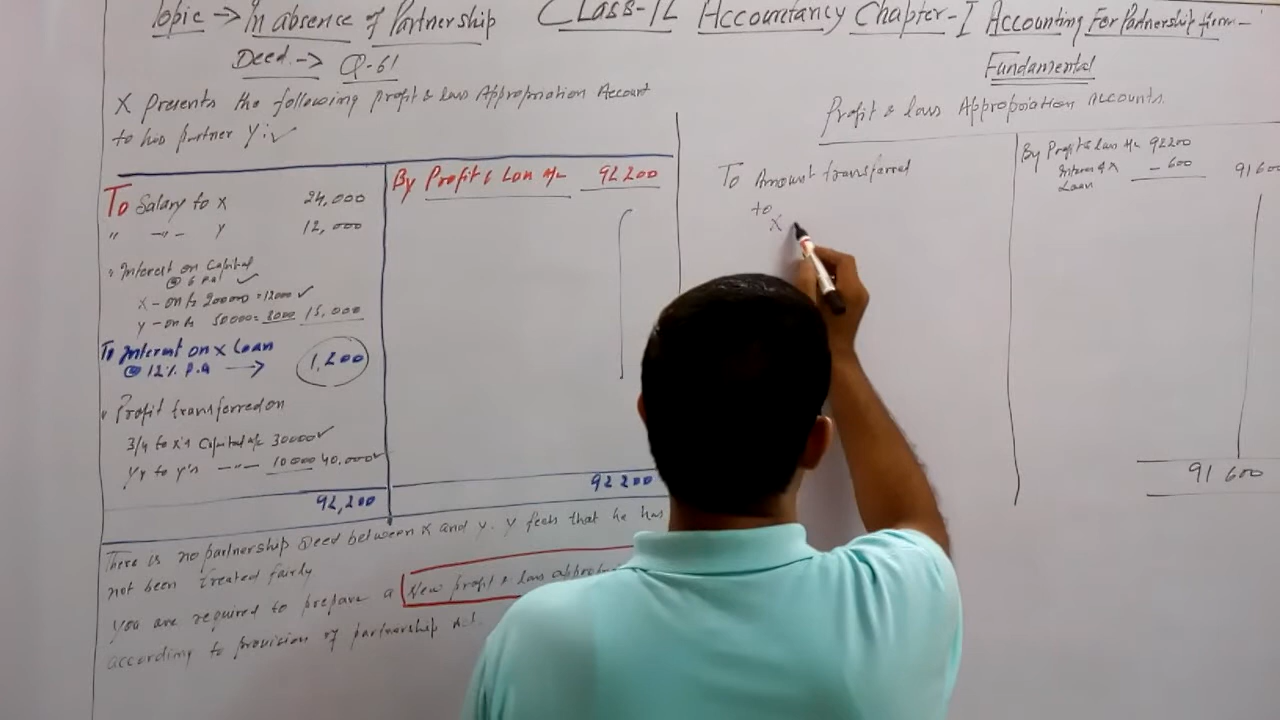 Topic → In absence of Partnership
Deed → Q-61
Class-12 Accountancy Chapter-I Accounting For Partnership firm-
Fundamental
X Presents the following profit & loss Appropriation Account
to his partner Y:✓
To Salary to X 24,000
" -"- Y 12,000
" Interest on Capital
@ 6 P.a ✓
X - on Rs 200000 = 12000 ✓
Y - on Rs 50000 = 3000 15,000
To Interest on X Loan
@ 12% P.A → 1,200
" Profit transferred on
3/4 to X's Capital a/c 30000 ✓
1/4 to Y's -"- 10000 40,000 ✓
92,200
By Profit & Loss a/c 92200
92200
There is no partnership Deed between X and Y. Y feels that he has
not been treated fairly
You are required to prepare a New profit & loss
according to provision of partnership Act.
Profit & loss Appropriation Accounts
To Amount transferred
to
X
By Profit & Loss a/c 92200
Interest X - 600 91600
Loan
91600